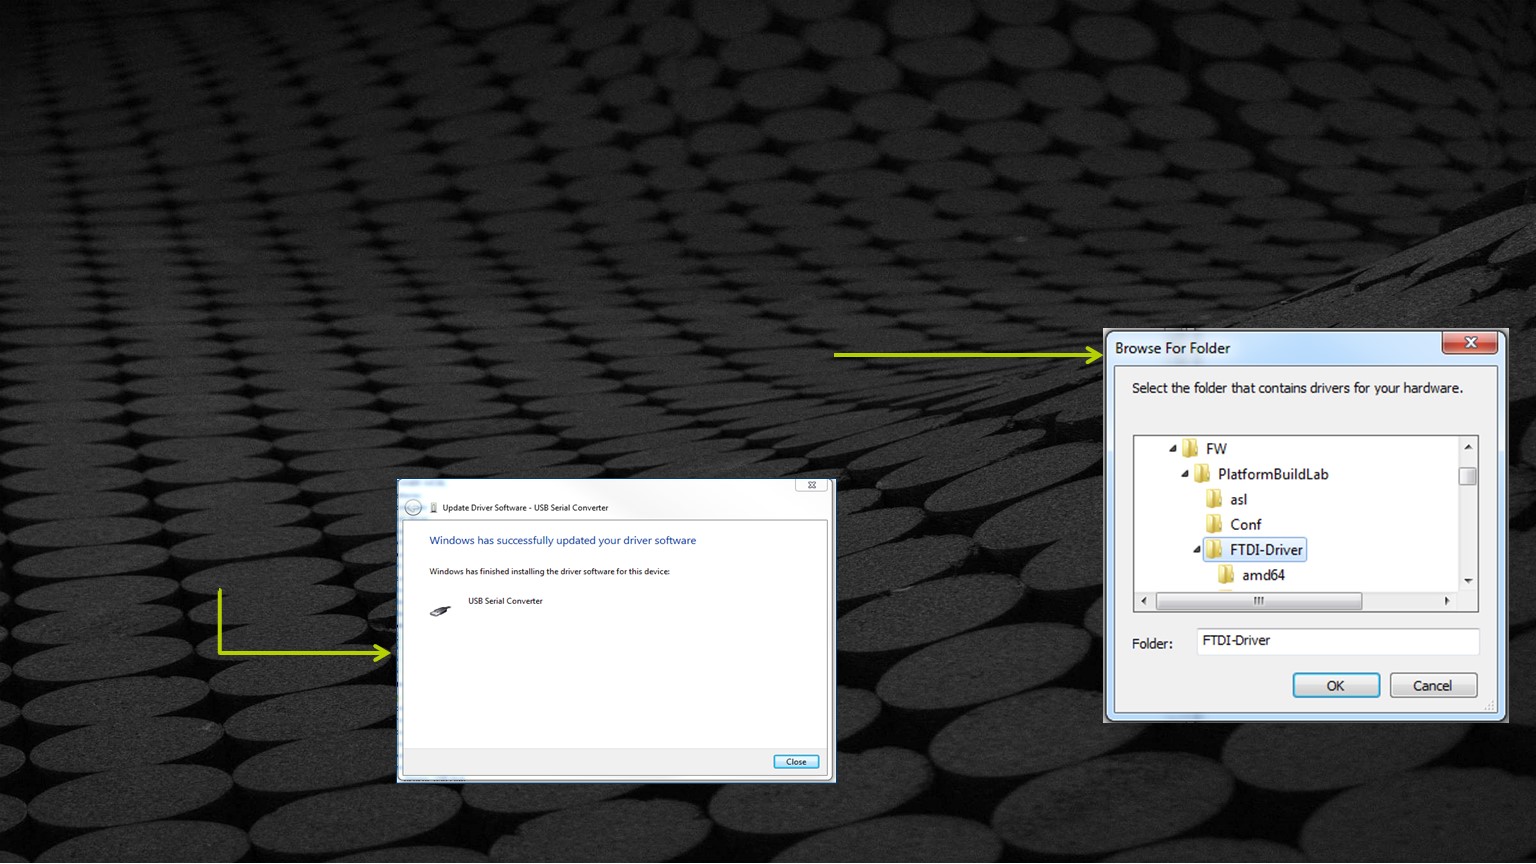 Browse For Folder
Select the folder that contains drivers for your hardware.
FW
PlatformBuildLab
asl
Conf
FTDI-Driver
amd64
Folder: FTDI-Driver
OK Cancel
Update Driver Software - USB Serial Converter
Windows has successfully updated your driver software
Windows has finished installing the driver software for this device:
USB Serial Converter
Close